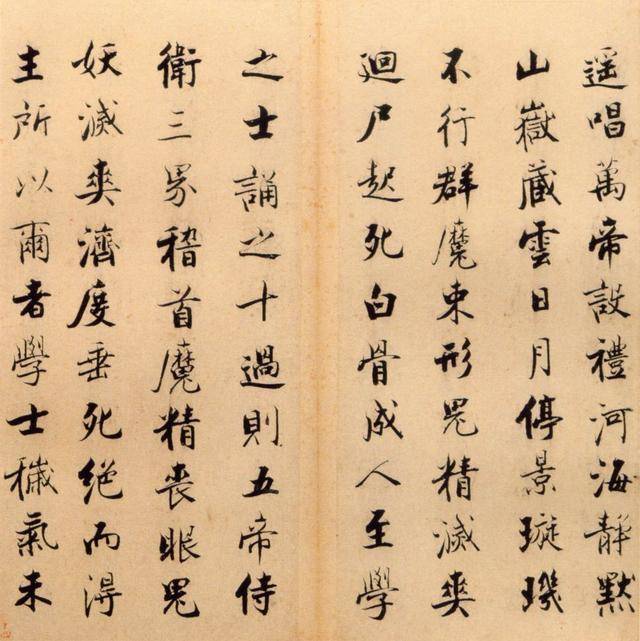 遙唱萬帝設禮河海靜默
山嶽藏雲日月停景璇璣
不行群魔束形鬼精滅爽
廻尸起死白骨成人至學
之士誦之十過則五帝侍
衛三界稽首魔精喪眼鬼
妖滅爽濟度垂死絕而淂
主所以爾者學士穢氣未